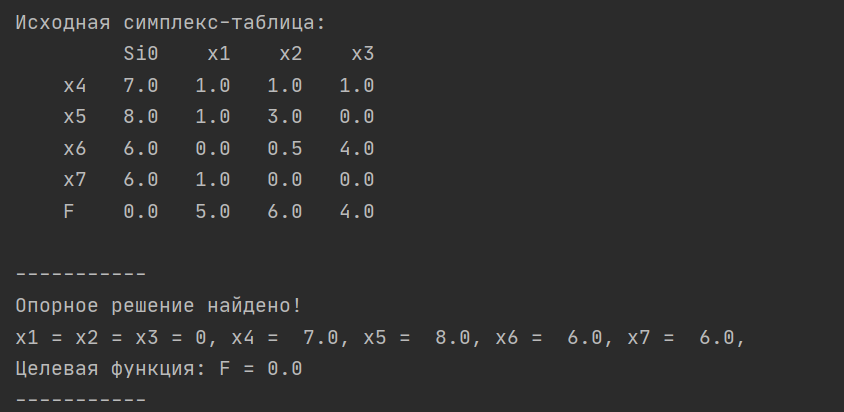 Исходная симплекс-таблица:
Si0 x1 x2 x3
x4 7.0 1.0 1.0 1.0
x5 8.0 1.0 3.0 0.0
x6 6.0 0.0 0.5 4.0
x7 6.0 1.0 0.0 0.0
F 0.0 5.0 6.0 4.0
-----------
Опорное решение найдено!
x1 = x2 = x3 = 0, x4 =  7.0, x5 =  8.0, x6 =  6.0, x7 =  6.0,
Целевая функция: F = 0.0
-----------